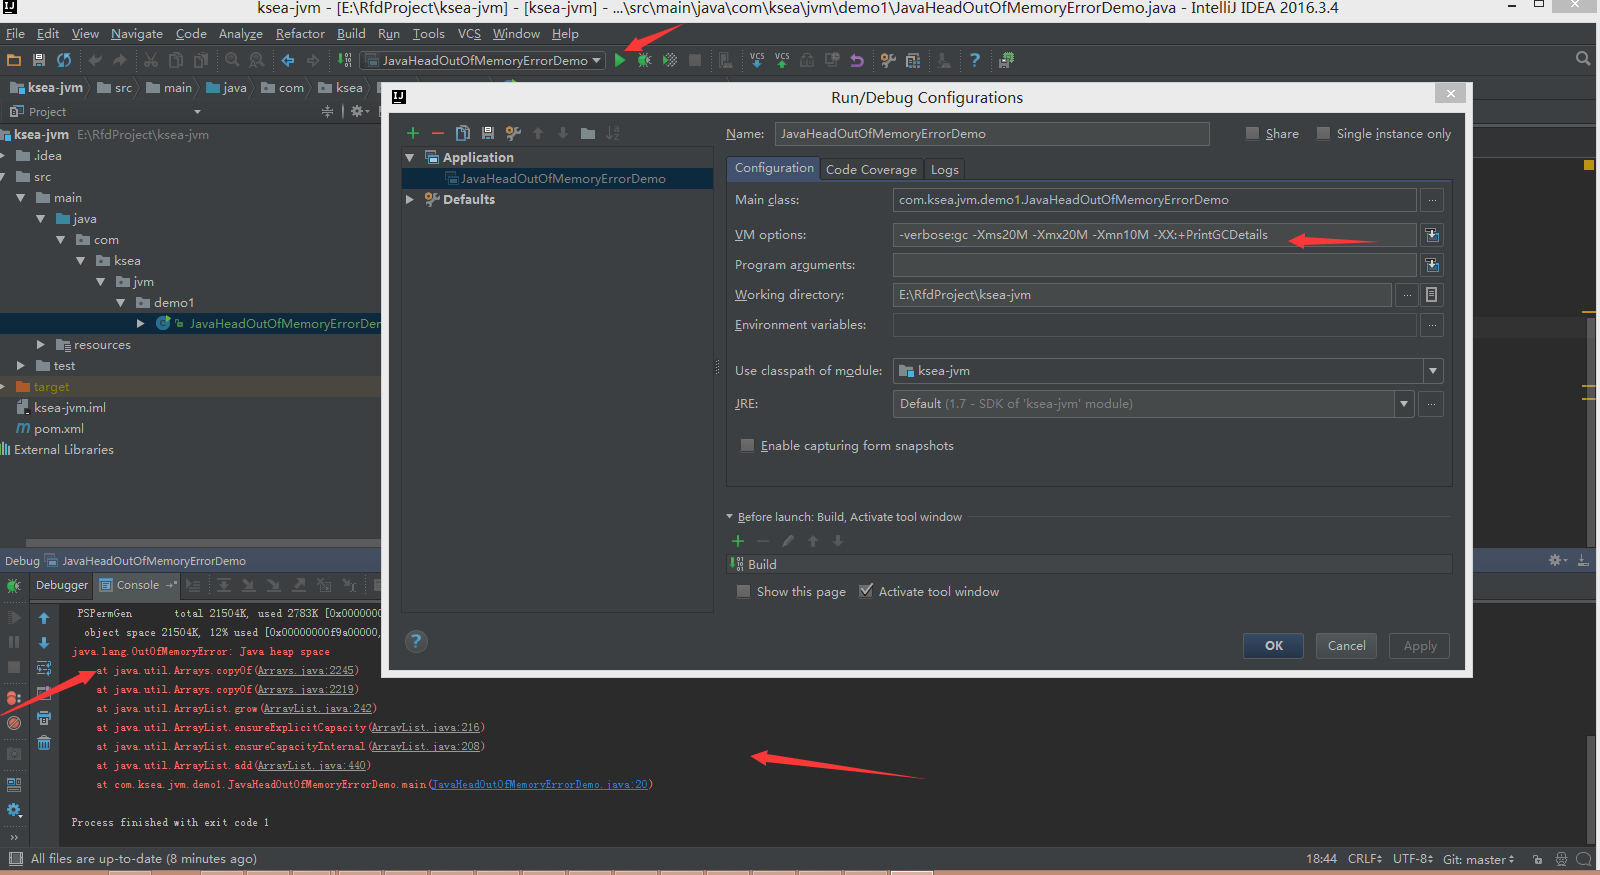 ksea-jvm - [E:\RfdProject\ksea-jvm] - [ksea-jvm] - ...\src\main\java\com\ksea\jvm\demo1\JavaHeadOutOfMemoryErrorDemo.java - IntelliJ IDEA 2016.3.4
File Edit View Navigate Code Analyze Refactor Build Run Tools VCS Window Help
JavaHeadOutOfMemoryErrorDemo VCS VCS
ksea-jvm src main java com ksea
Project
ksea-jvm E:\RfdProject\ksea-jvm
.idea
src
main
java
com
ksea
jvm
demo1
JavaHeadOutOfMemoryErrorDer
resources
test
target
ksea-jvm.iml
pom.xml
External Libraries
Run/Debug Configurations
Application
JavaHeadOutOfMemoryErrorDemo
Defaults
Name: JavaHeadOutOfMemoryErrorDemo Share Single instance only
Configuration Code Coverage Logs
Main class: com.ksea.jvm.demo1.JavaHeadOutOfMemoryErrorDemo
VM options: -verbose:gc -Xms20M -Xmx20M -Xmn10M -XX:+PrintGCDetails
Program arguments:
Working directory: E:\RfdProject\ksea-jvm
Environment variables:
Use classpath of module: ksea-jvm
JRE: Default (1.7 - SDK of 'ksea-jvm' module)
Enable capturing form snapshots
Before launch: Build, Activate tool window
Build
Show this page Activate tool window
OK Cancel Apply
Debug JavaHeadOutOfMemoryErrorDemo
Debugger Console
PSPermGen total 21504K, used 2783K [0x0000000
object space 21504K, 12% used [0x00000000f9a00000,
java.lang.OutOfMemoryError: Java heap space
at java.util.Arrays.copyOf(Arrays.java:2245)
at java.util.Arrays.copyOf(Arrays.java:2219)
at java.util.ArrayList.grow(ArrayList.java:242)
at java.util.ArrayList.ensureExplicitCapacity(ArrayList.java:216)
at java.util.ArrayList.ensureCapacityInternal(ArrayList.java:208)
at java.util.ArrayList.add(ArrayList.java:440)
at com.ksea.jvm.demo1.JavaHeadOutOfMemoryErrorDemo.main(JavaHeadOutOfMemoryErrorDemo.java:20)
Process finished with exit code 1
All files are up-to-date (8 minutes ago) 18:44 CRLF UTF-8 Git: master